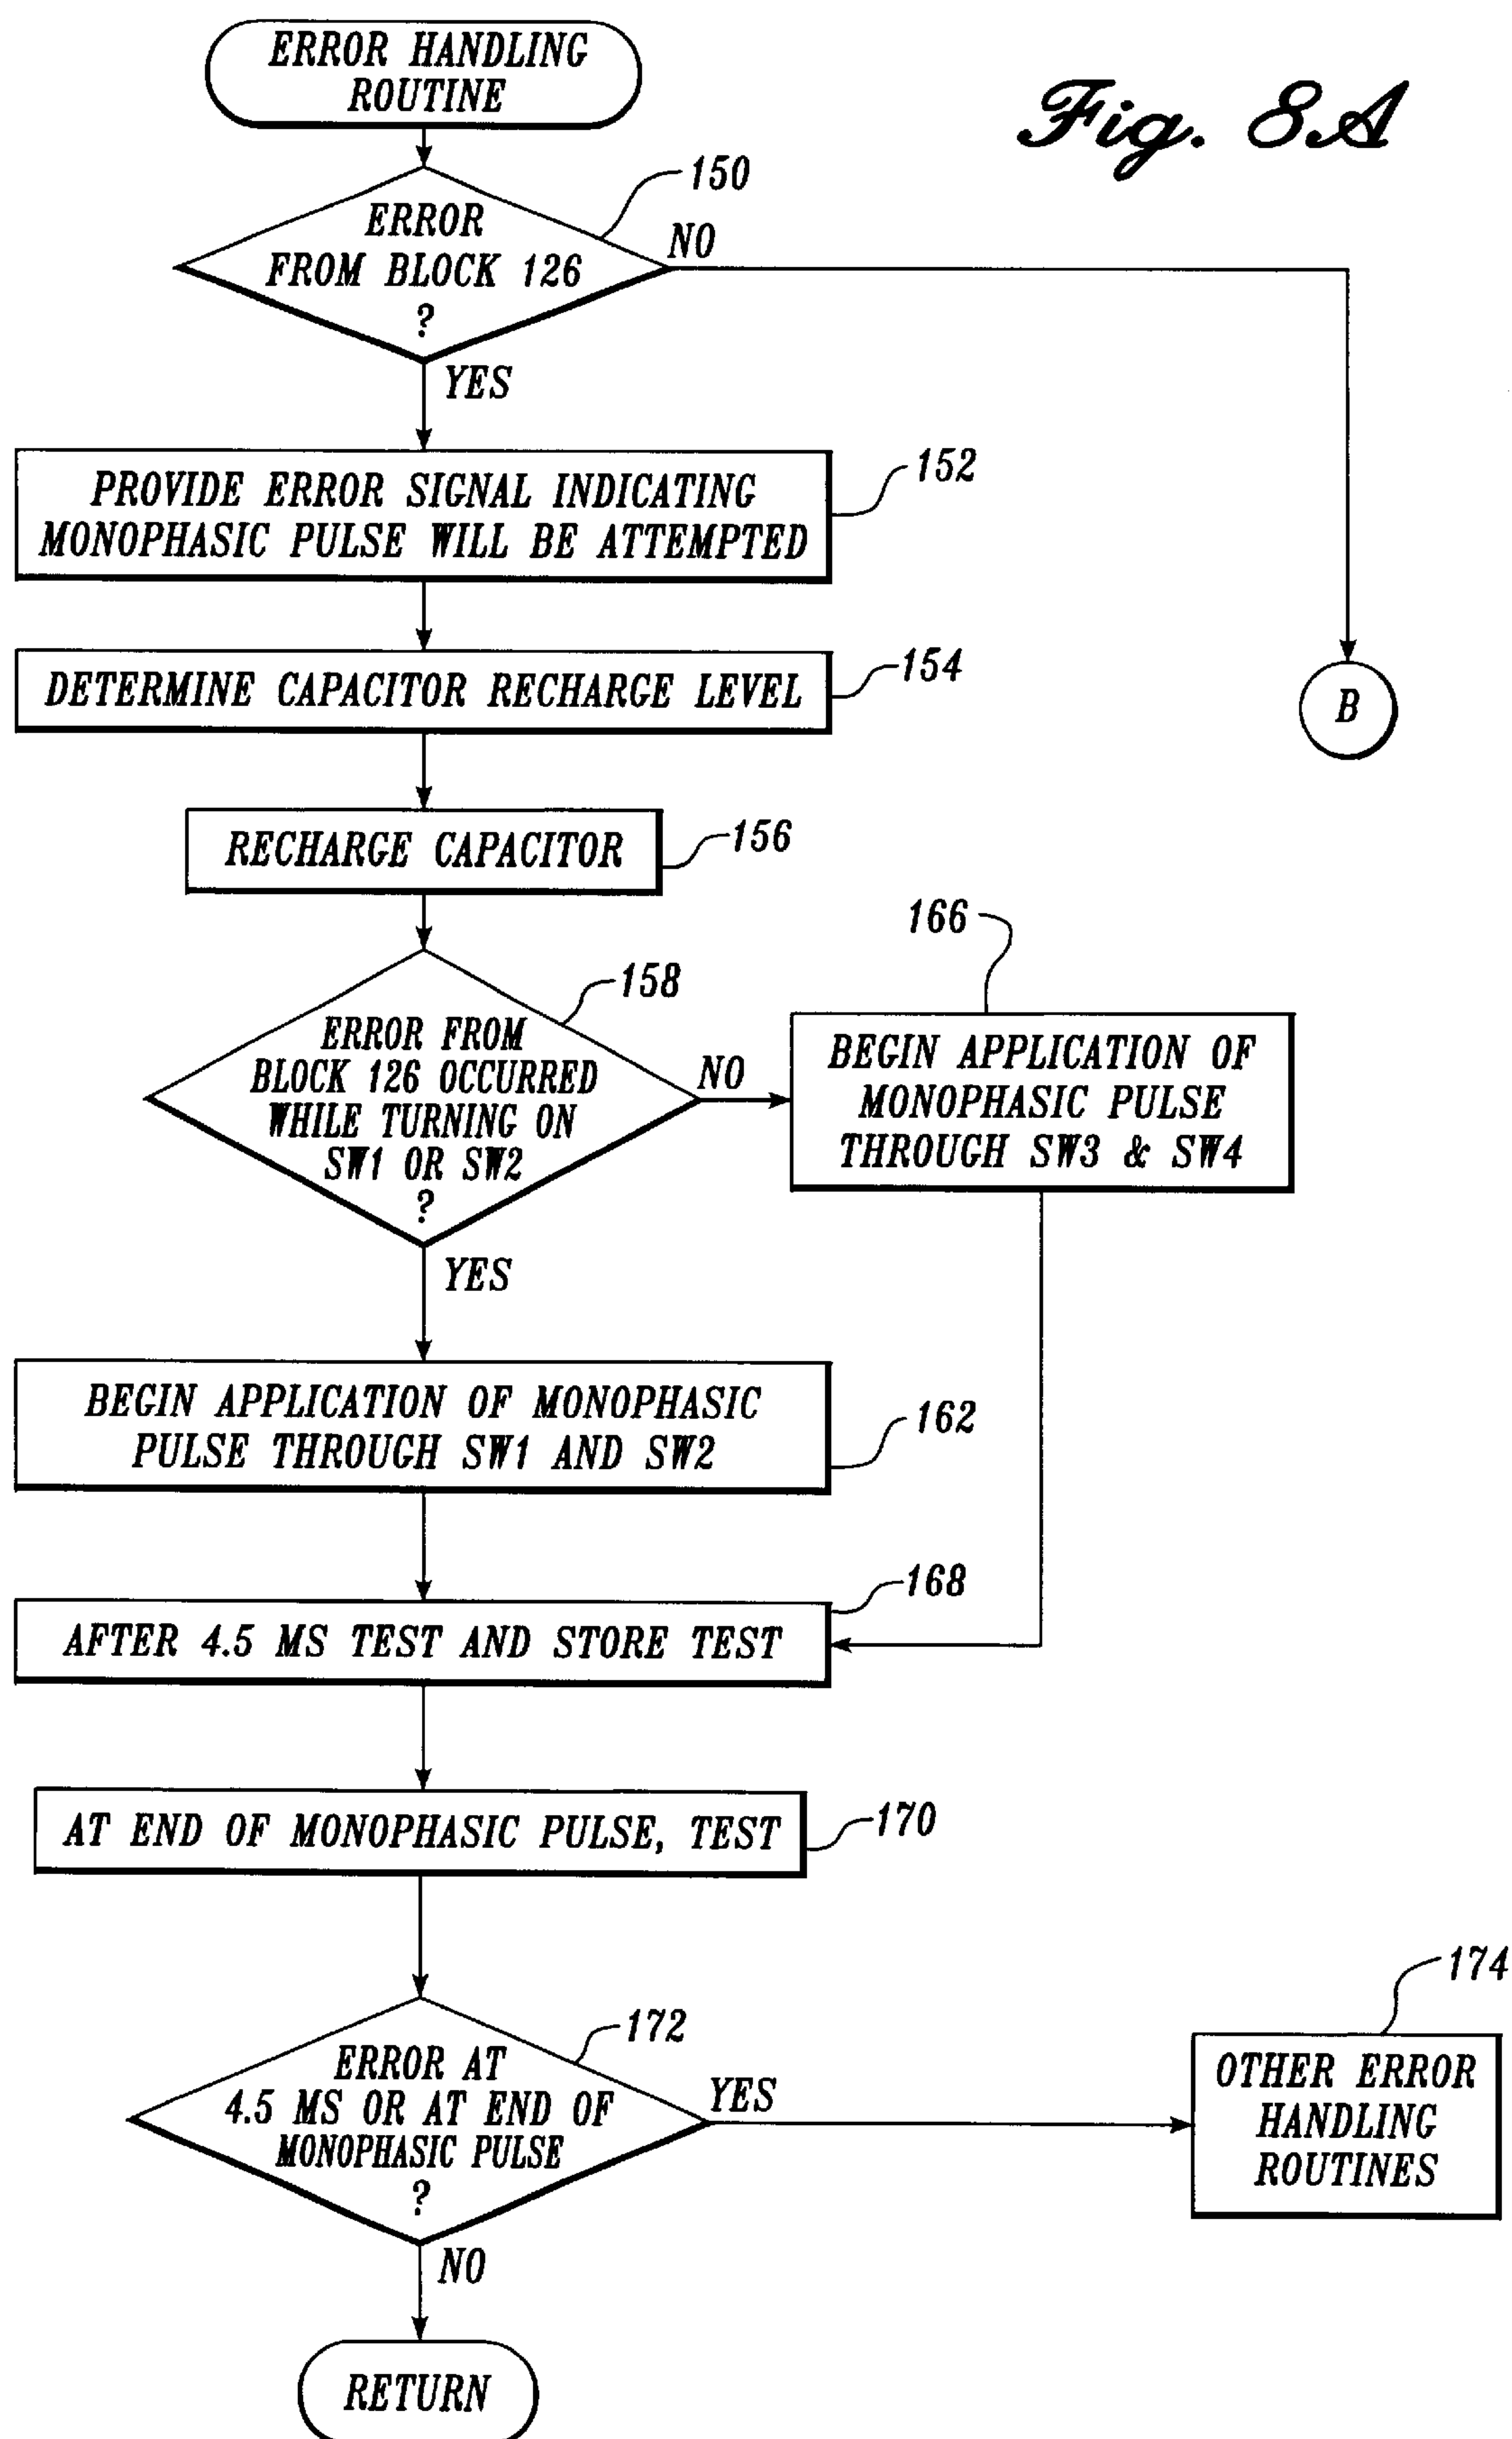 Fig. 8A
ERROR HANDLING
ROUTINE
150
ERROR
FROM BLOCK 126
?
NO
YES
B
152
PROVIDE ERROR SIGNAL INDICATING
MONOPHASIC PULSE WILL BE ATTEMPTED
154
DETERMINE CAPACITOR RECHARGE LEVEL
156
RECHARGE CAPACITOR
158
ERROR FROM
BLOCK 126 OCCURRED
WHILE TURNING ON
SW1 OR SW2
?
NO
YES
166
BEGIN APPLICATION OF
MONOPHASIC PULSE
THROUGH SW3 & SW4
162
BEGIN APPLICATION OF MONOPHASIC
PULSE THROUGH SW1 AND SW2
168
AFTER 4.5 MS TEST AND STORE TEST
170
AT END OF MONOPHASIC PULSE, TEST
172
ERROR AT
4.5 MS OR AT END OF
MONOPHASIC PULSE
?
YES
NO
174
OTHER ERROR
HANDLING
ROUTINES
RETURN